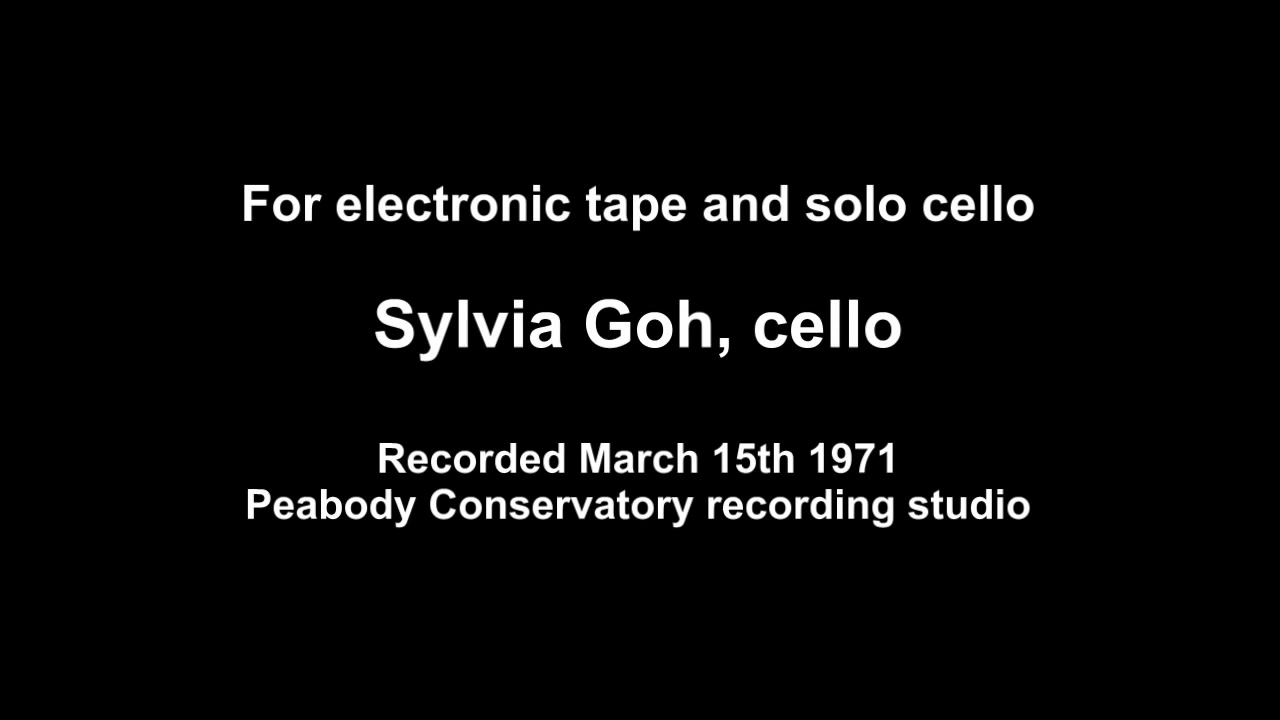 For electronic tape and solo cello
Sylvia Goh, cello
Recorded March 15th 1971
Peabody Conservatory recording studio